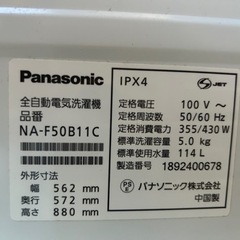 Panasonic
全自動電気洗濯機
品番
NA-F50B11C
外形寸法
幅 562 mm
奥行 572 mm
高さ 880 mm
IPX4
JET
定格電圧 100 V～
定格周波数 50/60 Hz
定格消費電力 355/430 W
標準洗濯容量 5.0 kg
標準使用水量 114 L
製造番号 1892400678
PS E パナソニック株式会社
中国製